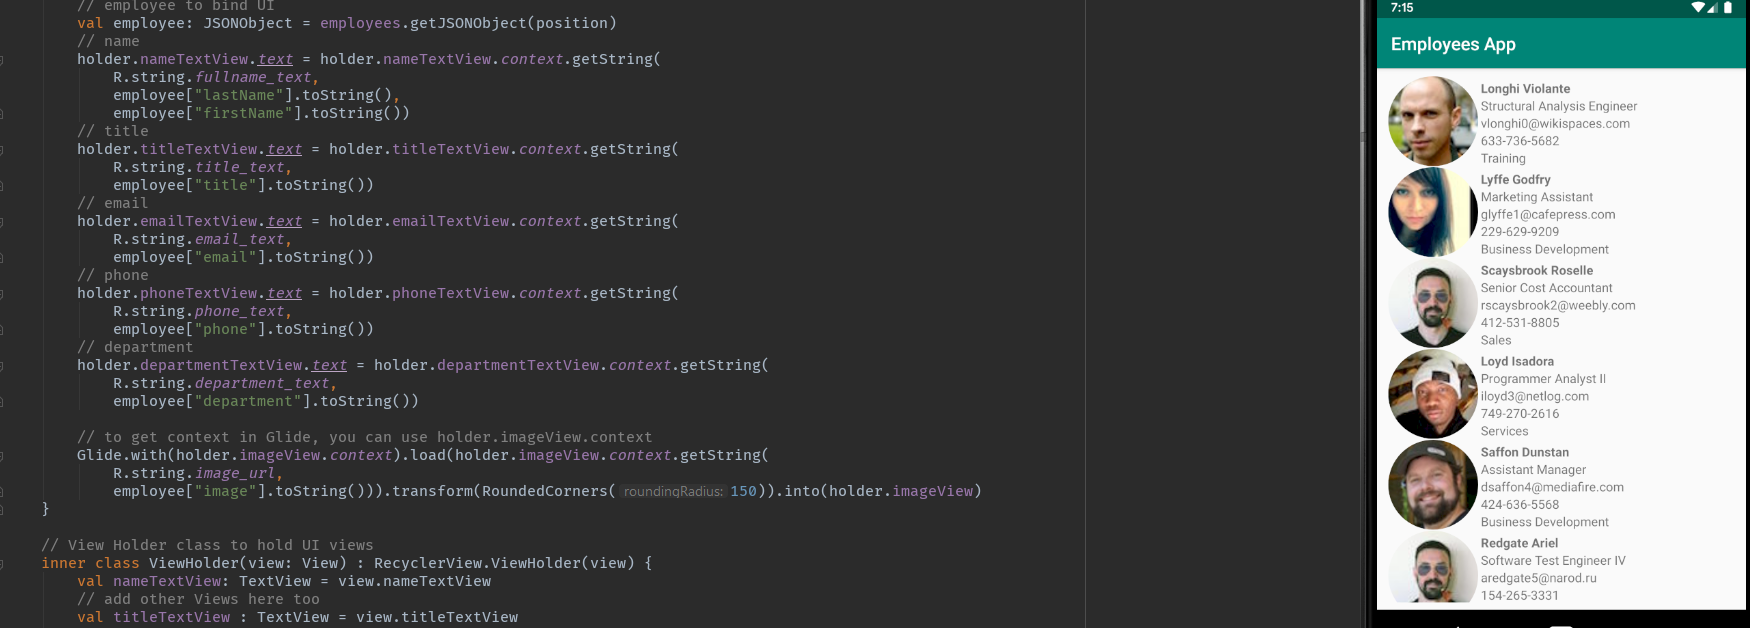 // employee to bind UI
val employee: JSONObject = employees.getJSONObject(position)
// name
holder.nameTextView.text = holder.nameTextView.context.getString(
R.string.fullname_text,
employee["lastName"].toString(),
employee["firstName"].toString())
// title
holder.titleTextView.text = holder.titleTextView.context.getString(
R.string.title_text,
employee["title"].toString())
// email
holder.emailTextView.text = holder.emailTextView.context.getString(
R.string.email_text,
employee["email"].toString())
// phone
holder.phoneTextView.text = holder.phoneTextView.context.getString(
R.string.phone_text,
employee["phone"].toString())
// department
holder.departmentTextView.text = holder.departmentTextView.context.getString(
R.string.department_text,
employee["department"].toString())
// to get context in Glide, you can use holder.imageView.context
Glide.with(holder.imageView.context).load(holder.imageView.context.getString(
R.string.image_url,
employee["image"].toString())).transform(RoundedCorners( roundingRadius: 150)).into(holder.imageView)
}
// View Holder class to hold UI views
inner class ViewHolder(view: View) : RecyclerView.ViewHolder(view) {
val nameTextView: TextView = view.nameTextView
// add other Views here too
val titleTextView : TextView = view.titleTextView
7:15
Employees App
Longhi Violante
Structural Analysis Engineer
vlonghi0@wikispaces.com
633-736-5682
Training
Lyffe Godfry
Marketing Assistant
glyffe1@cafepress.com
229-629-9209
Business Development
Scaysbrook Roselle
Senior Cost Accountant
rscaysbrook2@weebly.com
412-531-8805
Sales
Loyd Isadora
Programmer Analyst II
iloyd3@netlog.com
749-270-2616
Services
Saffon Dunstan
Assistant Manager
dsaffon4@mediafire.com
424-636-5568
Business Development
Redgate Ariel
Software Test Engineer IV
aredgate5@narod.ru
154-265-3331